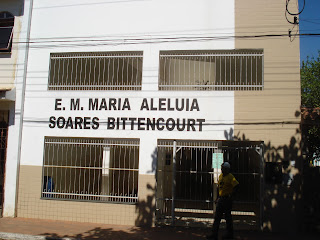 E. M. MARIA ALELUIA
SOARES BITTENCOURT